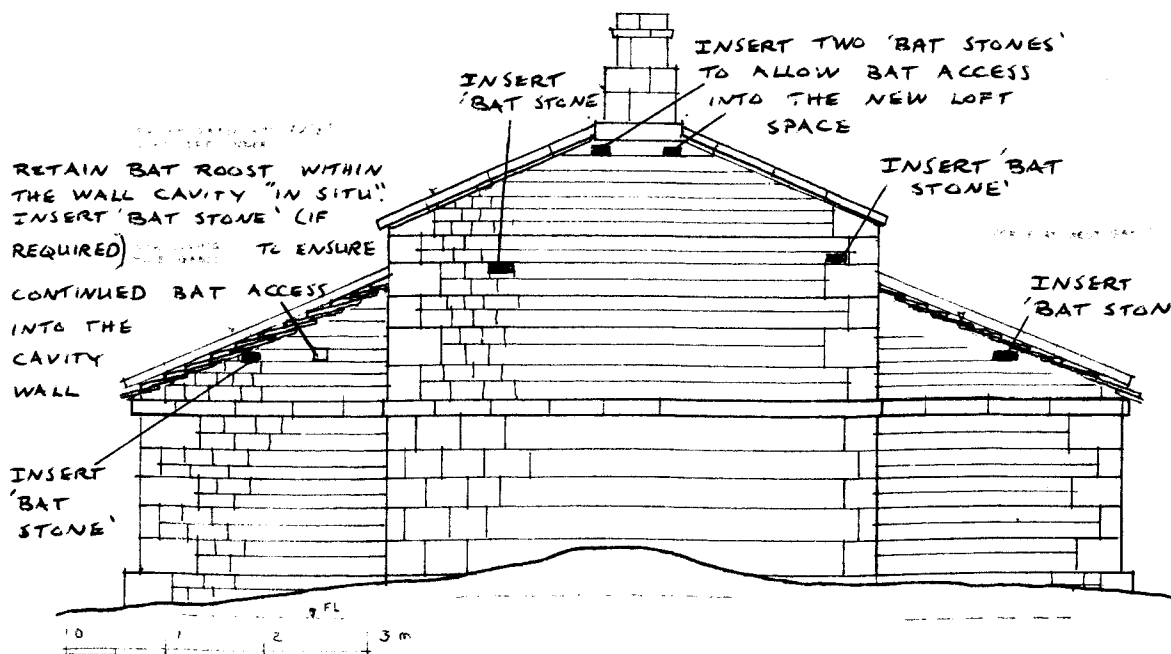 INSERT TWO 'BAT STONES'
TO ALLOW BAT ACCESS
INTO THE NEW LOFT
SPACE
INSERT
'BAT STONE'
RETAIN BAT ROOST WITHIN
THE WALL CAVITY "IN SITU".
INSERT 'BAT STONE' (IF
REQUIRED) TO ENSURE
CONTINUED BAT ACCESS
INTO THE
CAVITY
WALL
INSERT 'BAT
STONE'
INSERT
'BAT STON
INSERT
'BAT
STONE'
FL
0 1 2 3 m